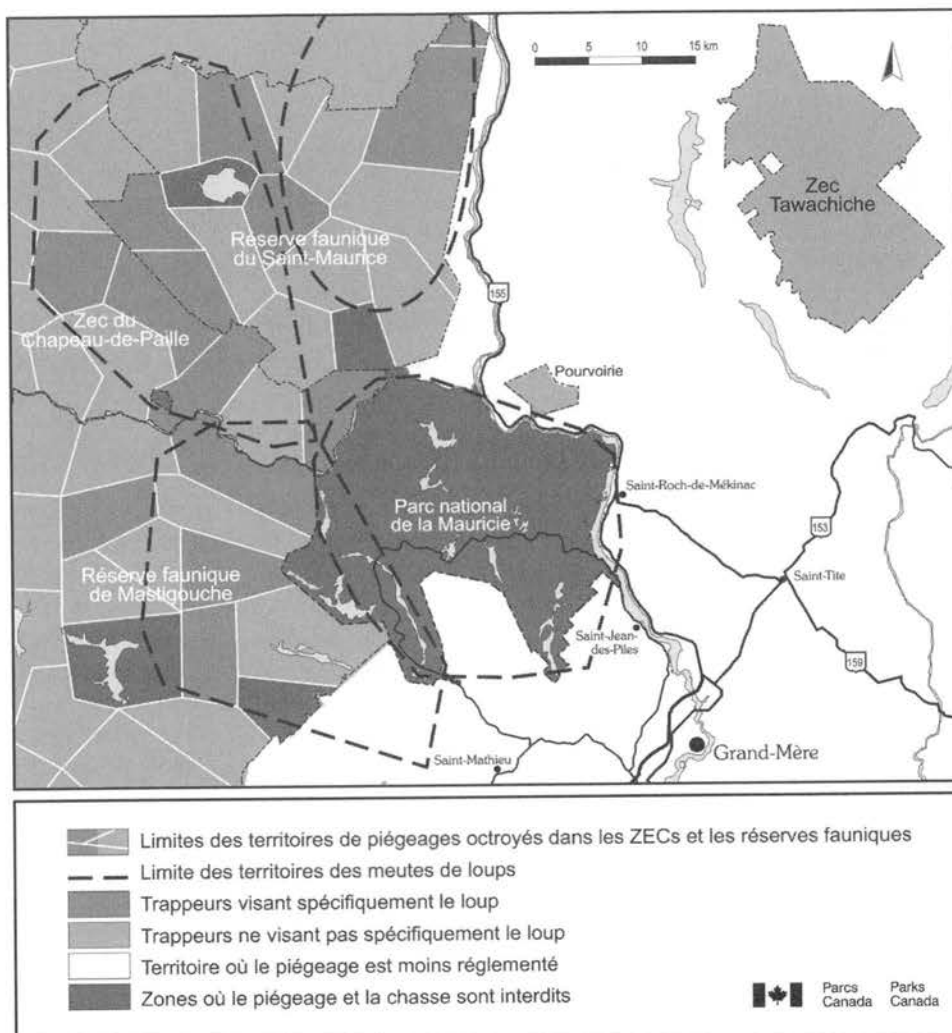 0 5 10 15 km
Zec
Tawachiche
Réserve faunique
du Saint-Maurice
155
Zec du
Chapeau-de-Paille
Pourvoirie
Saint-Roch-de-Mékinac
Parc national
de la Mauricie
153
Réserve faunique
de Mastigouche
Saint-Tite
Saint-Jean-
des-Piles
159
Saint-Mathieu
Grand-Mère
Limites des territoires de piégeages octroyés dans les ZECs et les réserves fauniques
Limite des territoires des meutes de loups
Trappeurs visant spécifiquement le loup
Trappeurs ne visant pas spécifiquement le loup
Territoire où le piégeage est moins réglementé
Zones où le piégeage et la chasse sont interdits
Parcs Parks
Canada Canada